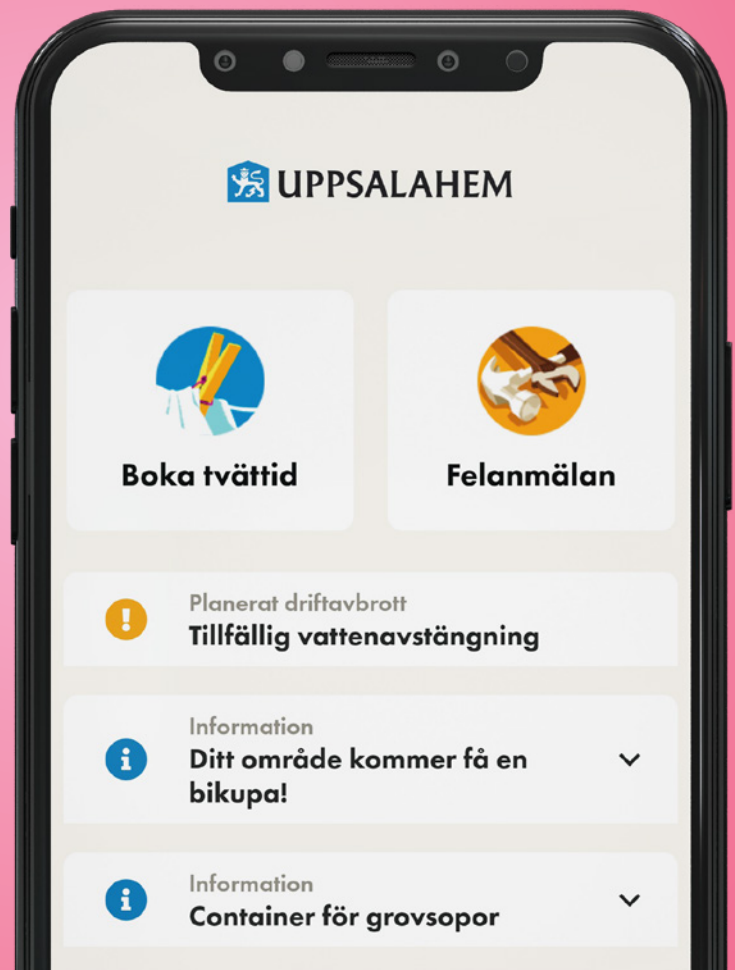 UPPSALAHEM
Boka tvättid
Felanmälan
Planerat driftavbrott
Tillfällig vattenavstängning
Information
Ditt område kommer få en
bikupa!
Information
Container för grovsopor